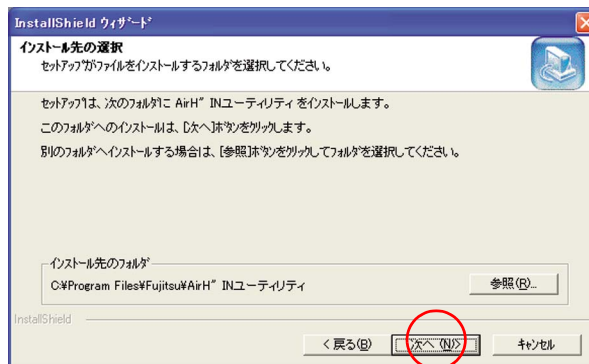 InstallShield ウィザード
インストール先の選択
セットアップがファイルをインストールするフォルダを選択してください。
セットアップは、次のフォルダに AirH" INユーティリティ をインストールします。
このフォルダへのインストールは、[次へ]ボタンをクリックします。
別のフォルダへインストールする場合は、[参照]ボタンをクリックしてフォルダを選択してください。
インストール先のフォルダ
C:¥Program Files¥Fujitsu¥AirH" INユーティリティ
参照(R)...
InstallShield
< 戻る(B)
次へ(N)>
キャンセル